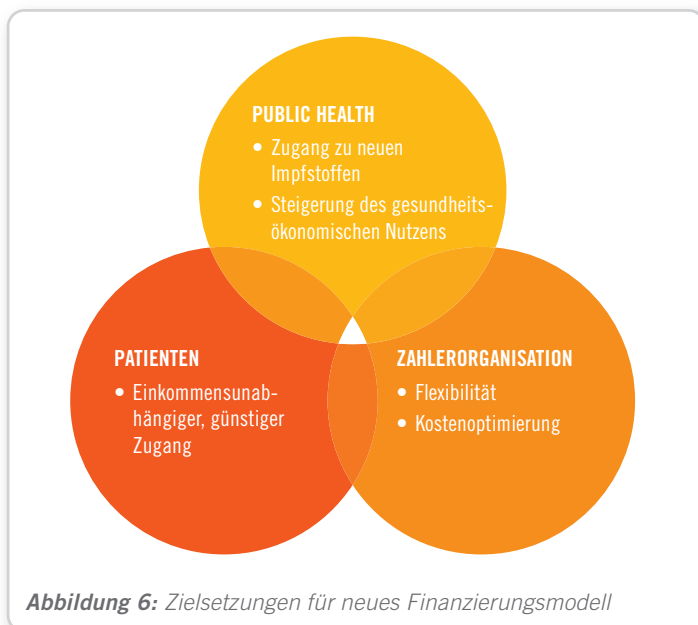 PUBLIC HEALTH
• Zugang zu neuen
Impfstoffen
• Steigerung des gesundheits-
ökonomischen Nutzens
PATIENTEN
• Einkommensunab-
hängiger, günstiger
Zugang
ZAHLERORGANISATION
• Flexibilität
• Kostenoptimierung
Abbildung 6: Zielsetzungen für neues Finanzierungsmodell